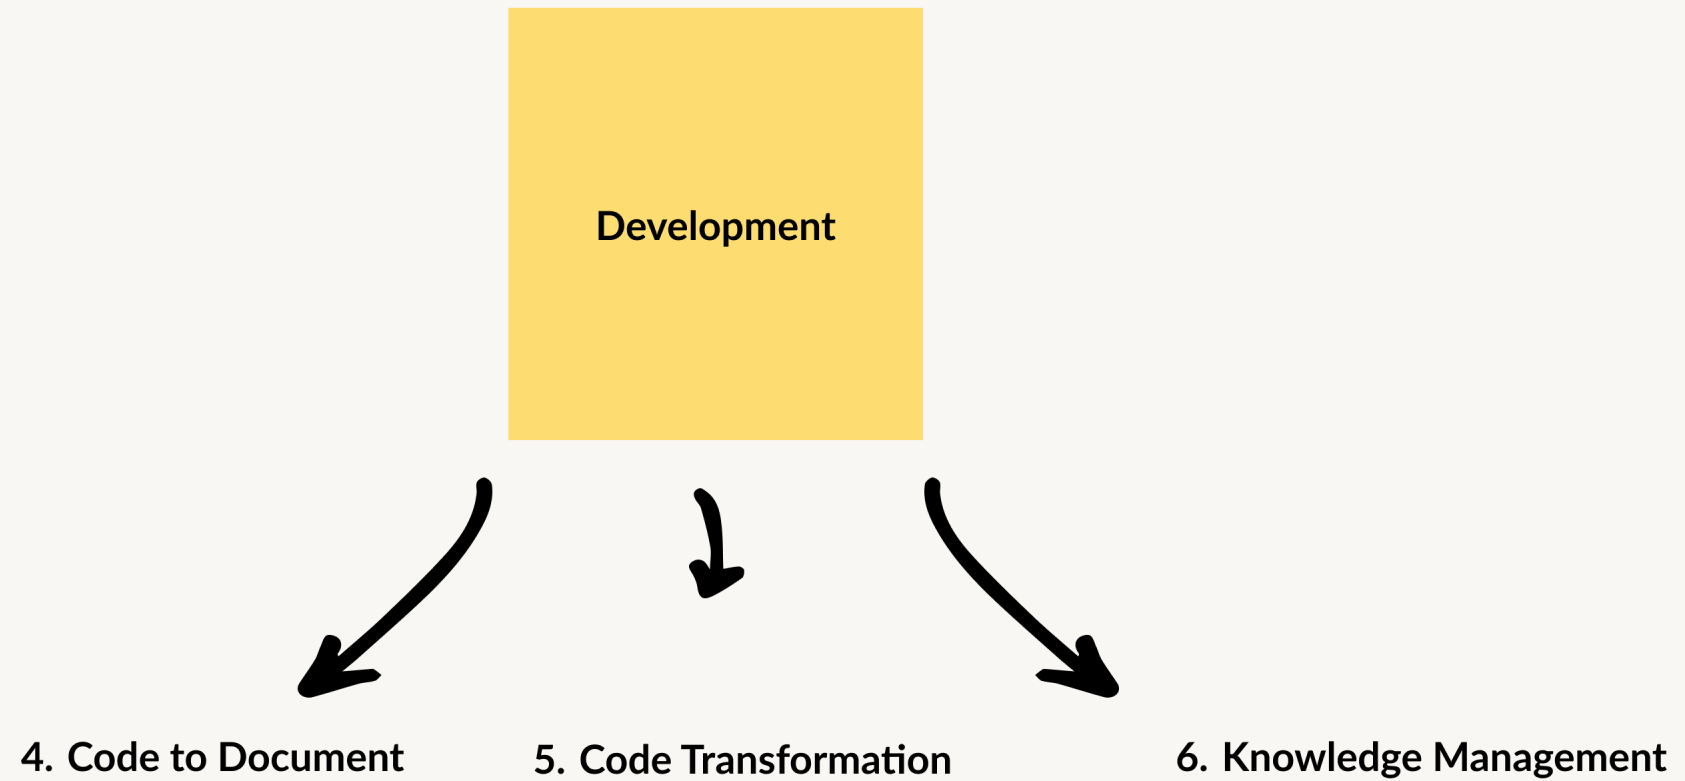 Development
4. Code to Document
5. Code Transformation
6. Knowledge Management